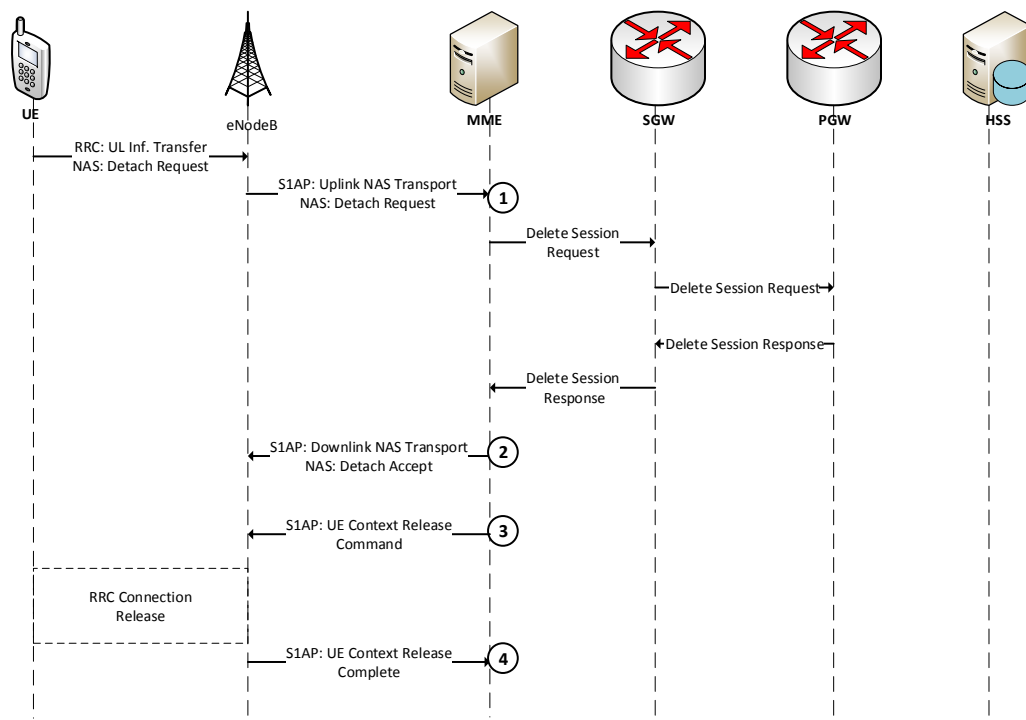 UE
eNodeB
MME
SGW
PGW
HSS
RRC: UL Inf. Transfer
NAS: Detach Request
S1AP: Uplink NAS Transport
NAS: Detach Request
1
Delete Session
Request
Delete Session Request
Delete Session Response
Delete Session
Response
S1AP: Downlink NAS Transport
NAS: Detach Accept
2
S1AP: UE Context Release
Command
3
RRC Connection
Release
S1AP: UE Context Release
Complete
4